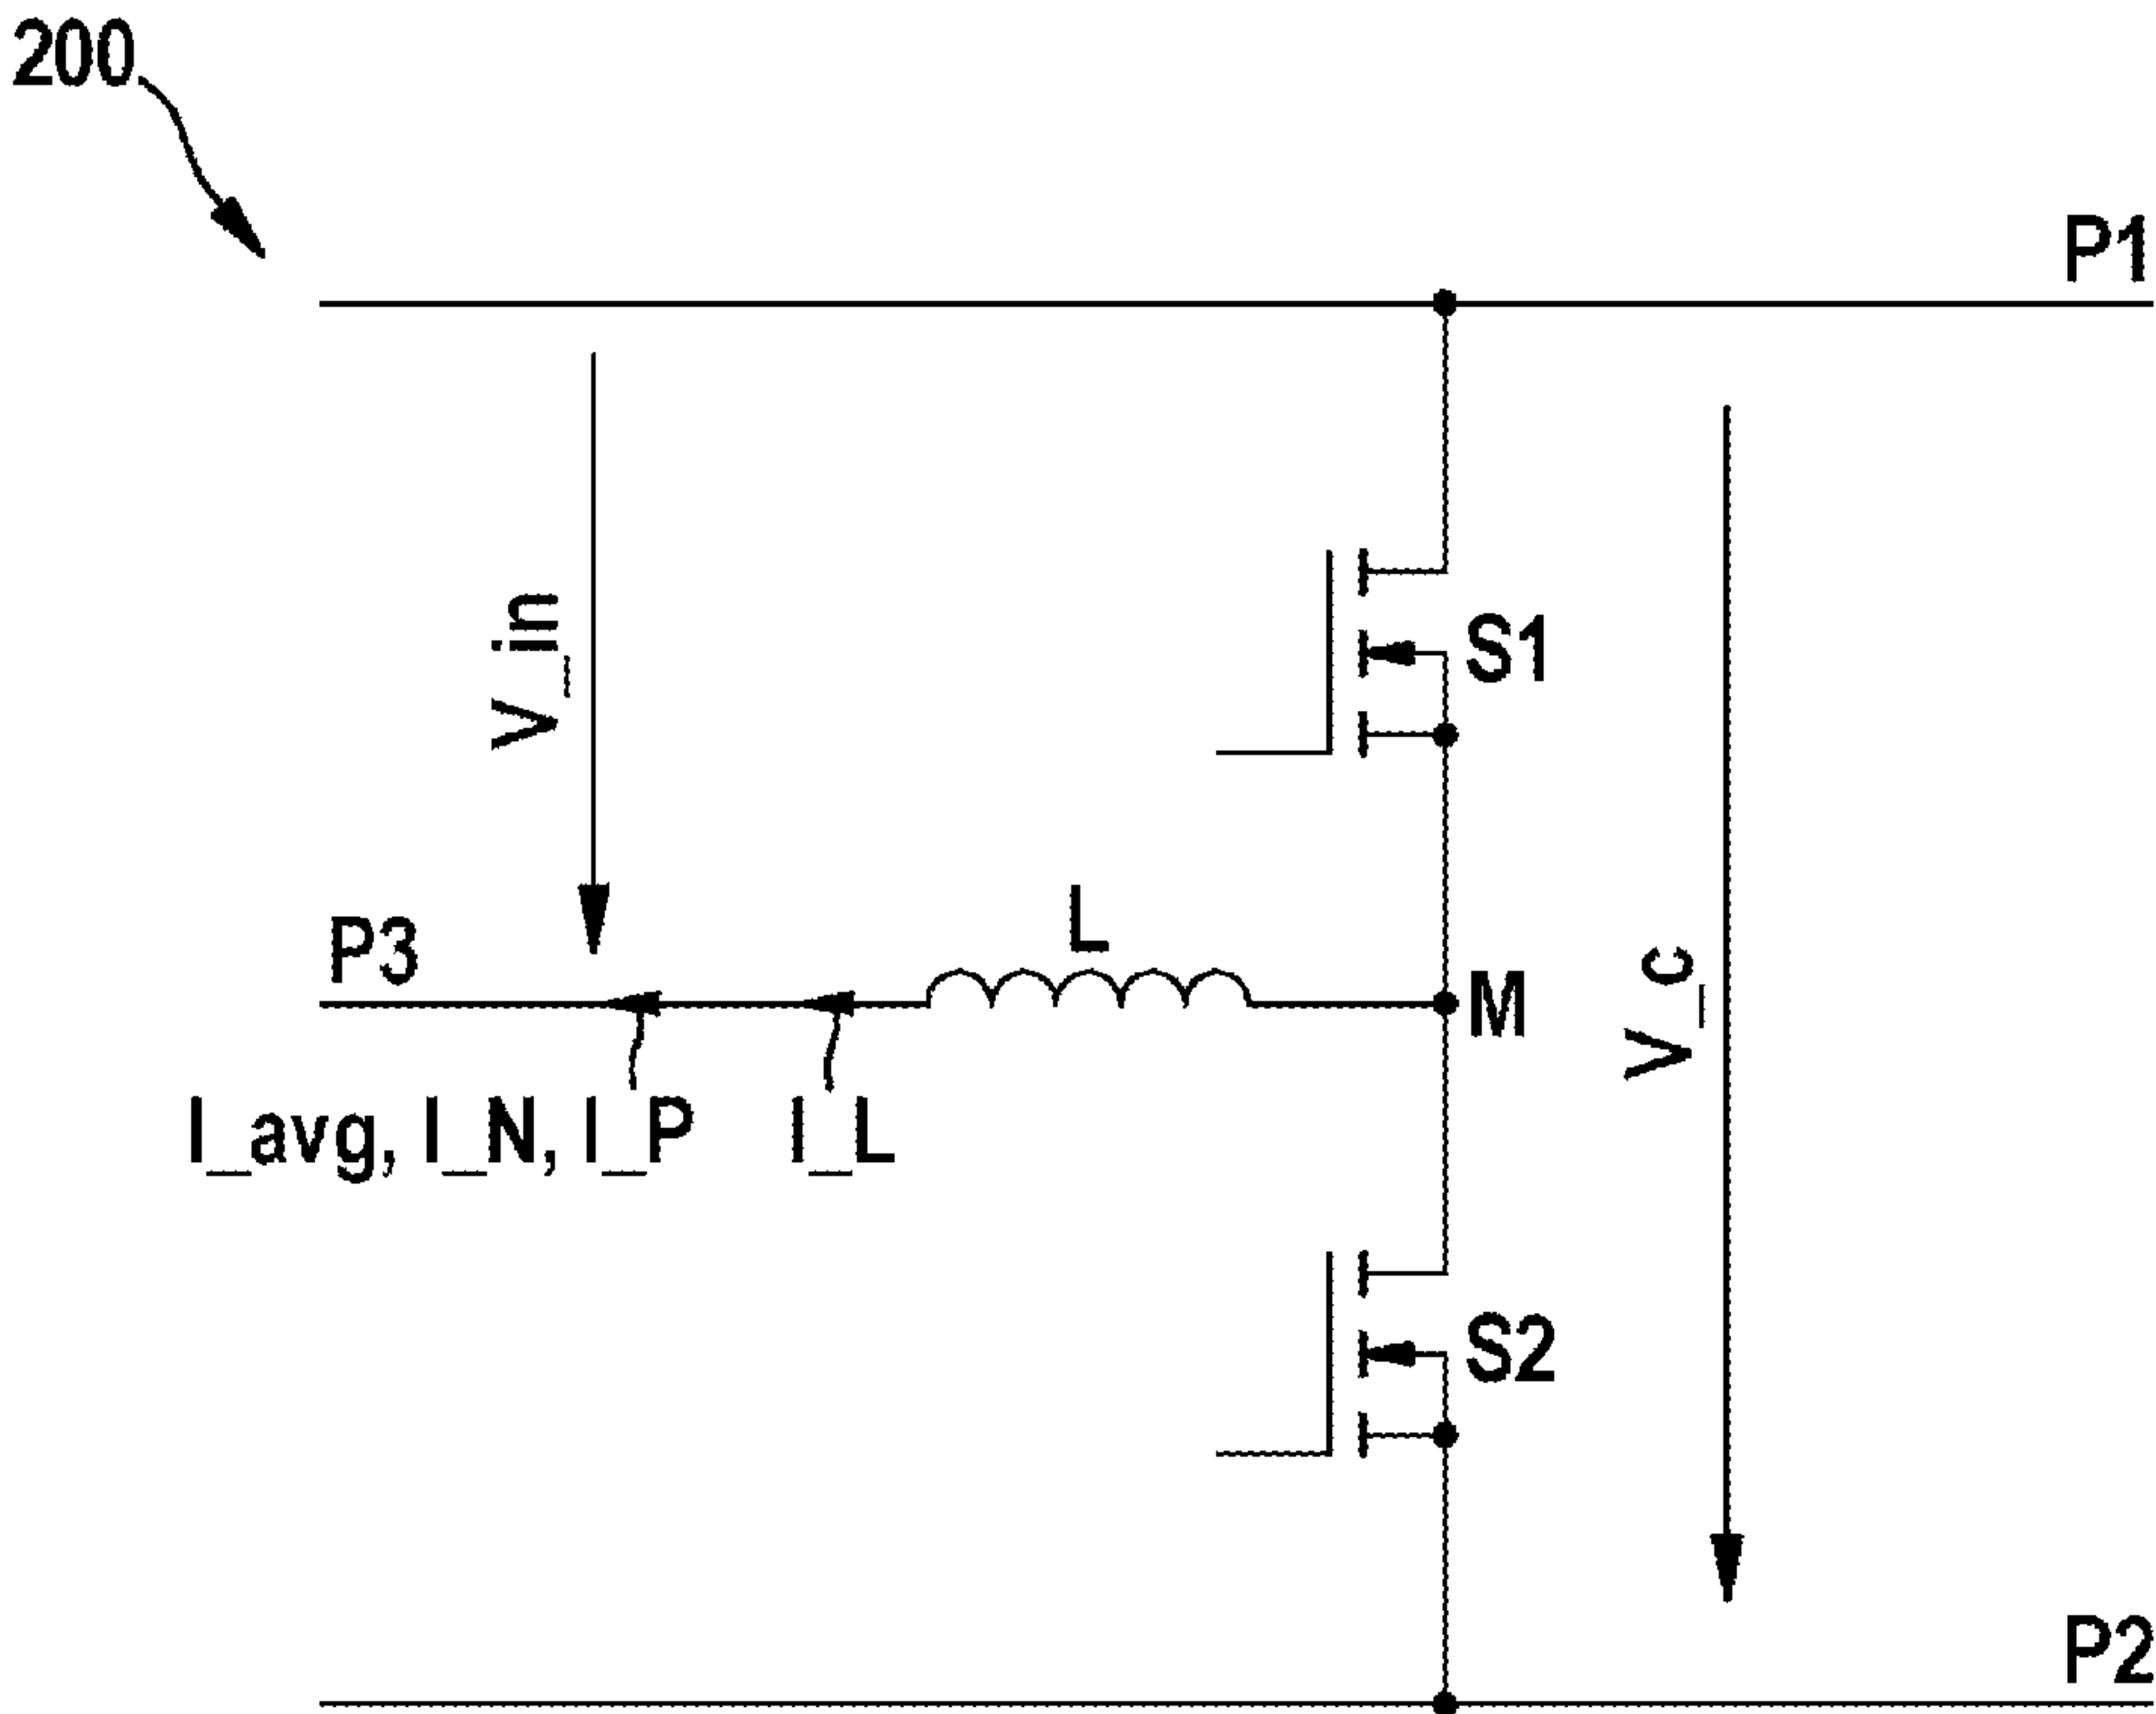 200
P1
V_in
S1
P3
L
M
V_c
I_avg, I_N, I_P
I_L
S2
P2